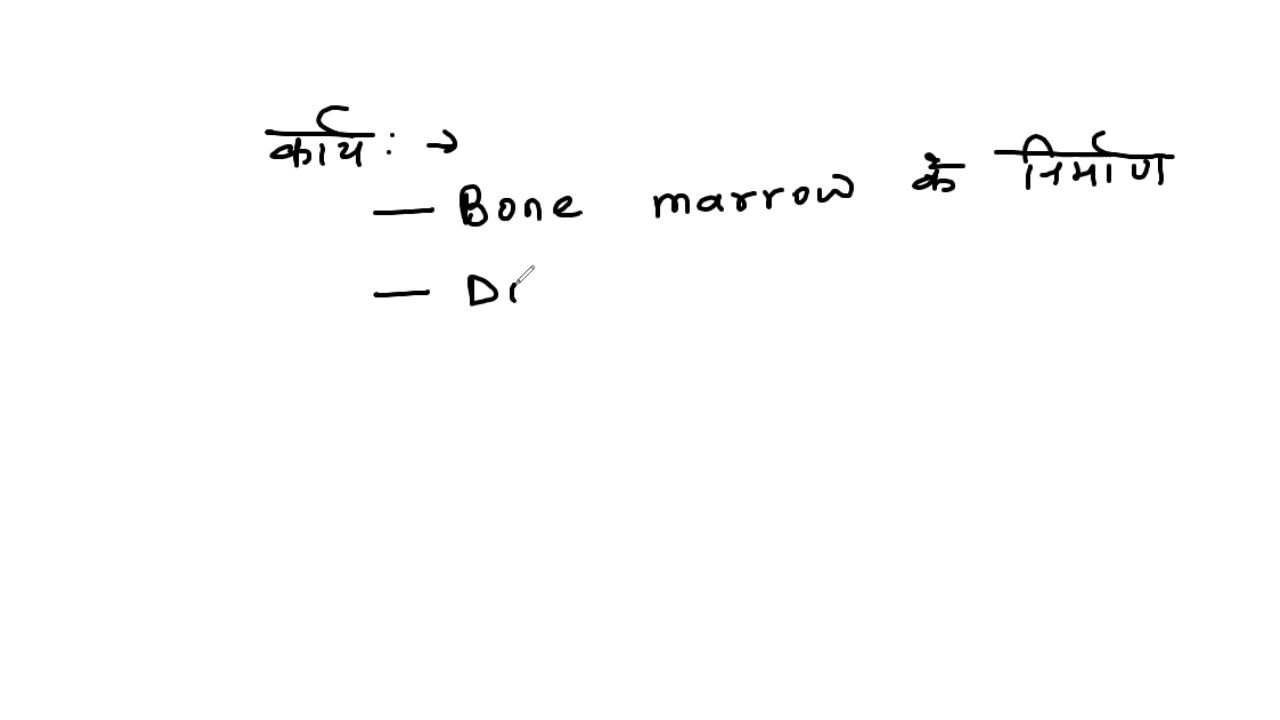 कार्य : →
— Bone marrow के निर्माण
— D